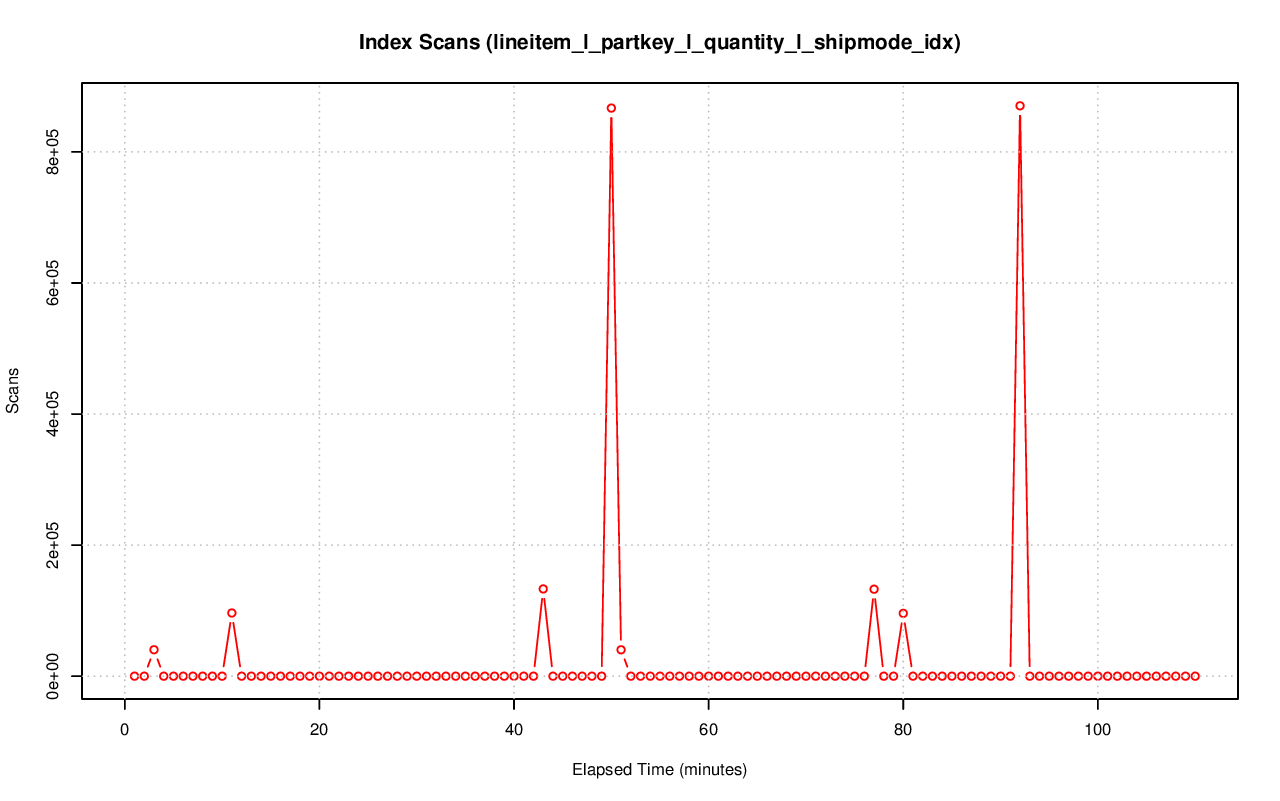 Index Scans (lineitem_l_partkey_l_quantity_l_shipmode_idx)
Scans
8e+05
6e+05
4e+05
2e+05
0e+00
0 20 40 60 80 100
Elapsed Time (minutes)